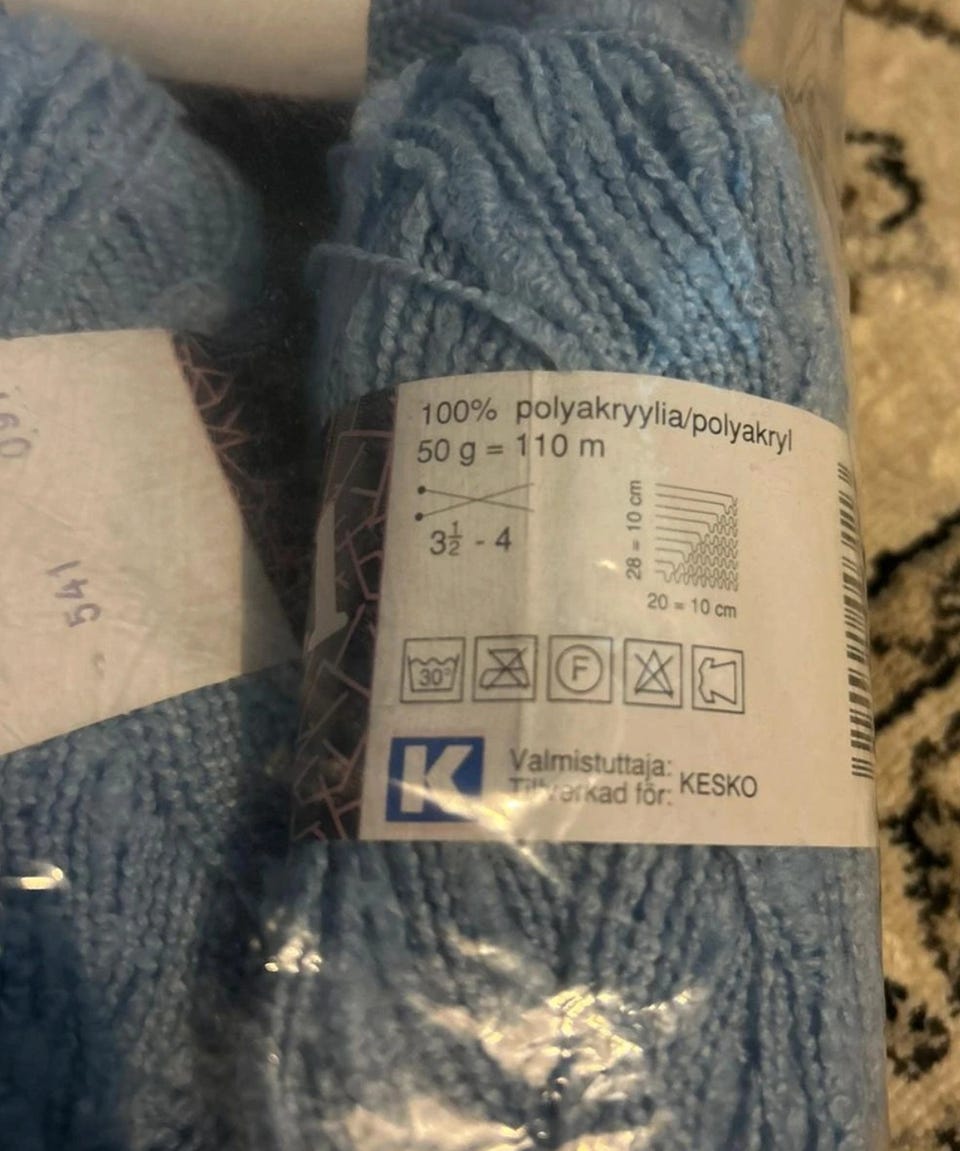 100% polyakryylia/polyakryl
50 g = 110 m
3½ - 4
28 = 10 cm
20 = 10 cm
30°
F
K
Valmistuttaja: KESKO
Tillverkad för:
541